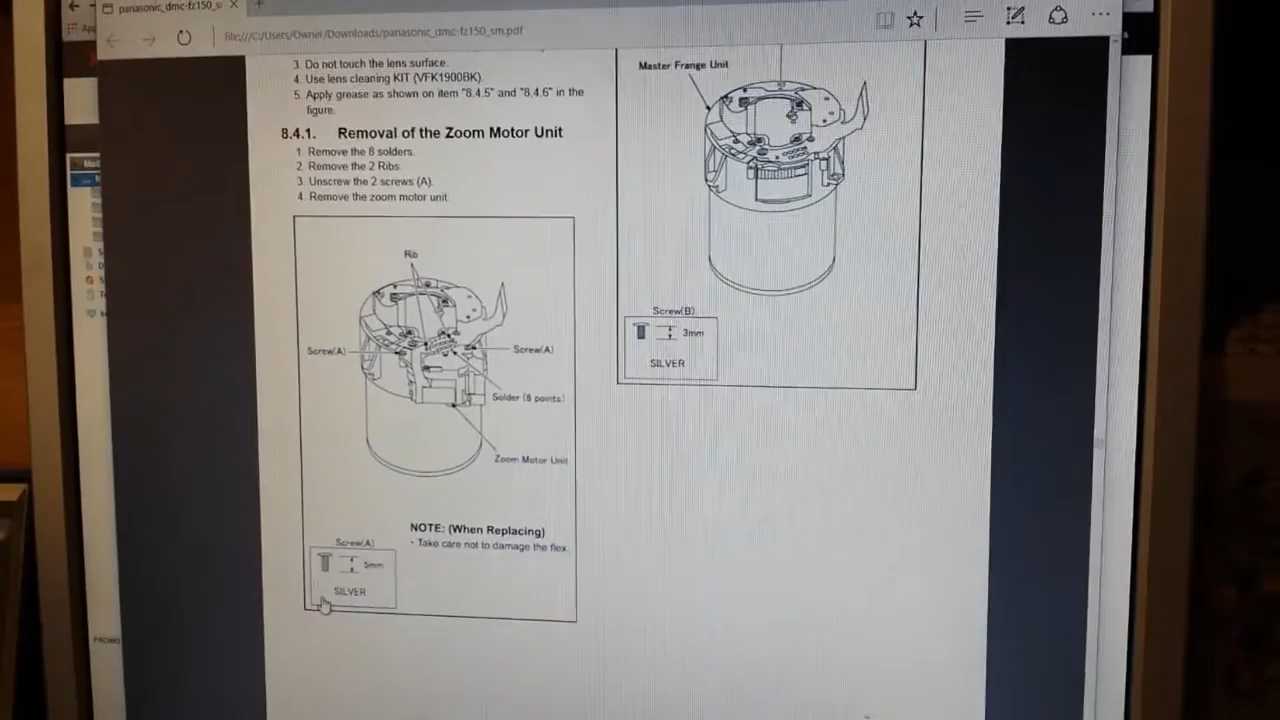 panasonic_dmc-fz150_s
file:///C:/Users/Owner/Downloads/panasonic_dmc-fz150_sm.pdf
3. Do not touch the lens surface.
4. Use lens cleaning KIT (VFK1900BK).
5. Apply grease as shown on item "8.4.5" and "8.4.6" in the
figure.
8.4.1. Removal of the Zoom Motor Unit
1. Remove the 8 solders.
2. Remove the 2 Ribs.
3. Unscrew the 2 screws (A).
4. Remove the zoom motor unit.
Rib
Screw(A)
Screw(A)
Solder (8 points)
Zoom Motor Unit
NOTE: (When Replacing)
• Take care not to damage the flex.
Screw(A)
5mm
SILVER
Master Frange Unit
Screw(B)
3mm
SILVER
PROMO